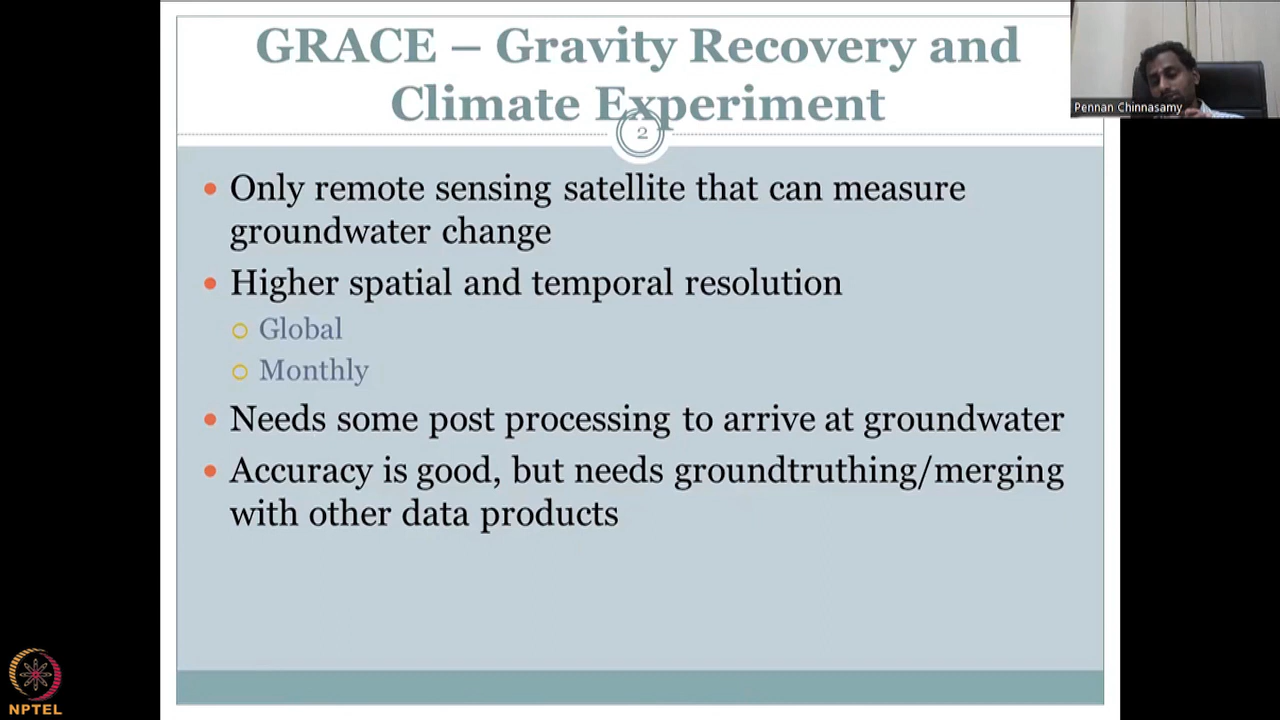 GRACE – Gravity Recovery and
Climate Experiment
2
Pennan Chinnasamy
• Only remote sensing satellite that can measure
groundwater change
• Higher spatial and temporal resolution
Global
Monthly
• Needs some post processing to arrive at groundwater
• Accuracy is good, but needs groundtruthing/merging
with other data products
NPTEL